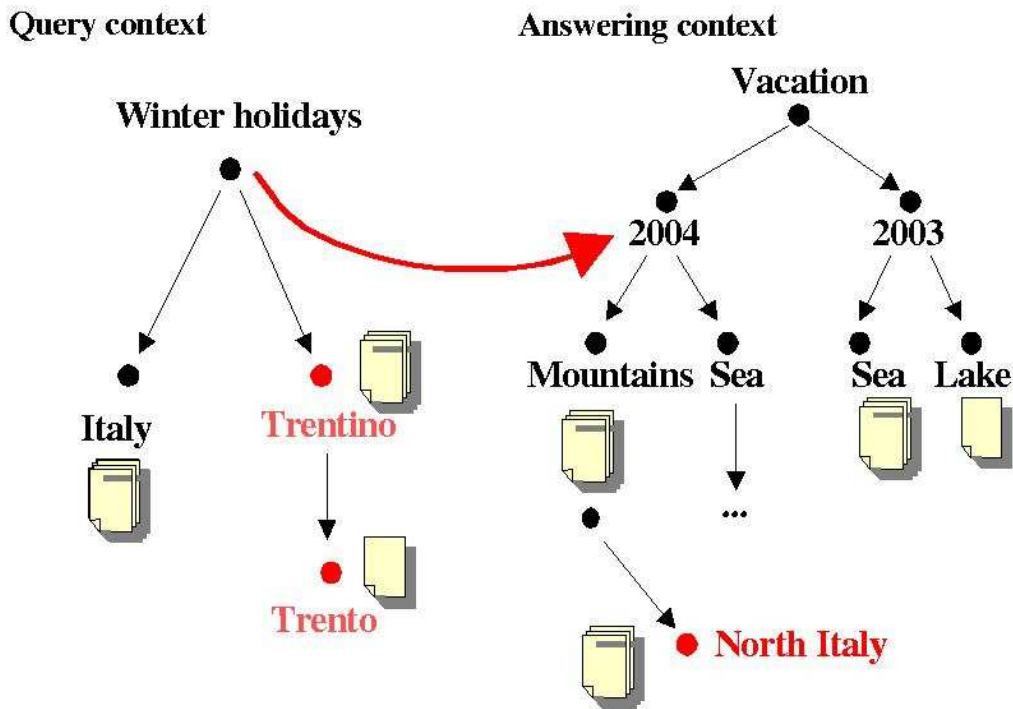 Query context
Answering context
Winter holidays
Vacation
2004
2003
Italy
Trentino
Mountains
Sea
Sea
Lake
...
Trento
North Italy